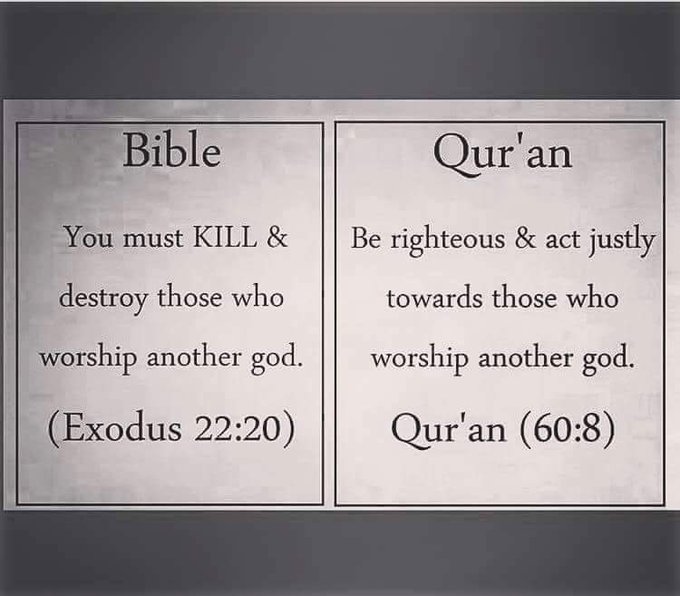 Bible
You must KILL &
destroy those who
worship another god.
(Exodus 22:20)
Qur'an
Be righteous & act justly
towards those who
worship another god.
Qur'an (60:8)